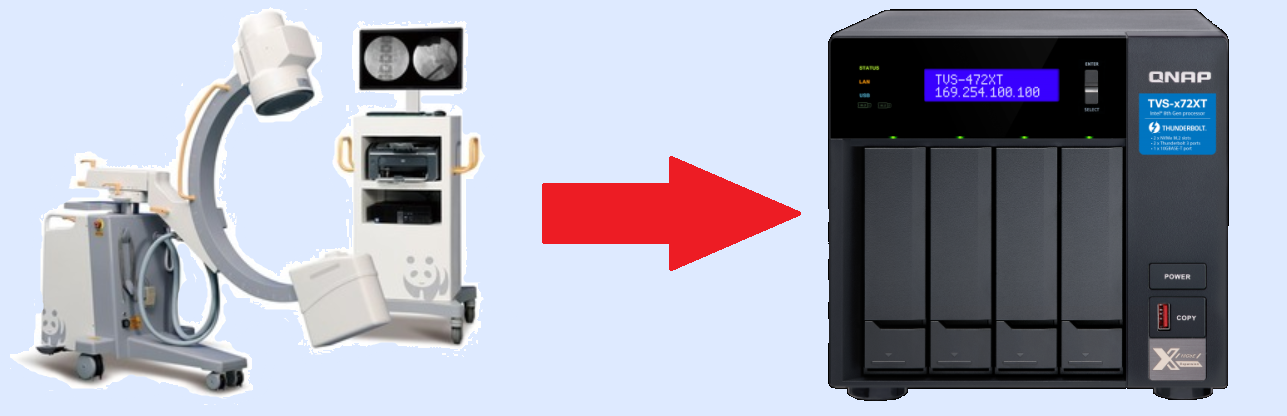 STATUS
LAN
USB
TVS-472XT
169.254.100.100
ENTER
SELECT
QNAP
TVS-x72XT
Intel® 8th Gen processor
THUNDERBOLT.
• 2 x NVMe M.2 slots
• 2 x Thunderbolt 3 ports
• 1 x 10GBASE-T port
POWER
COPY
X